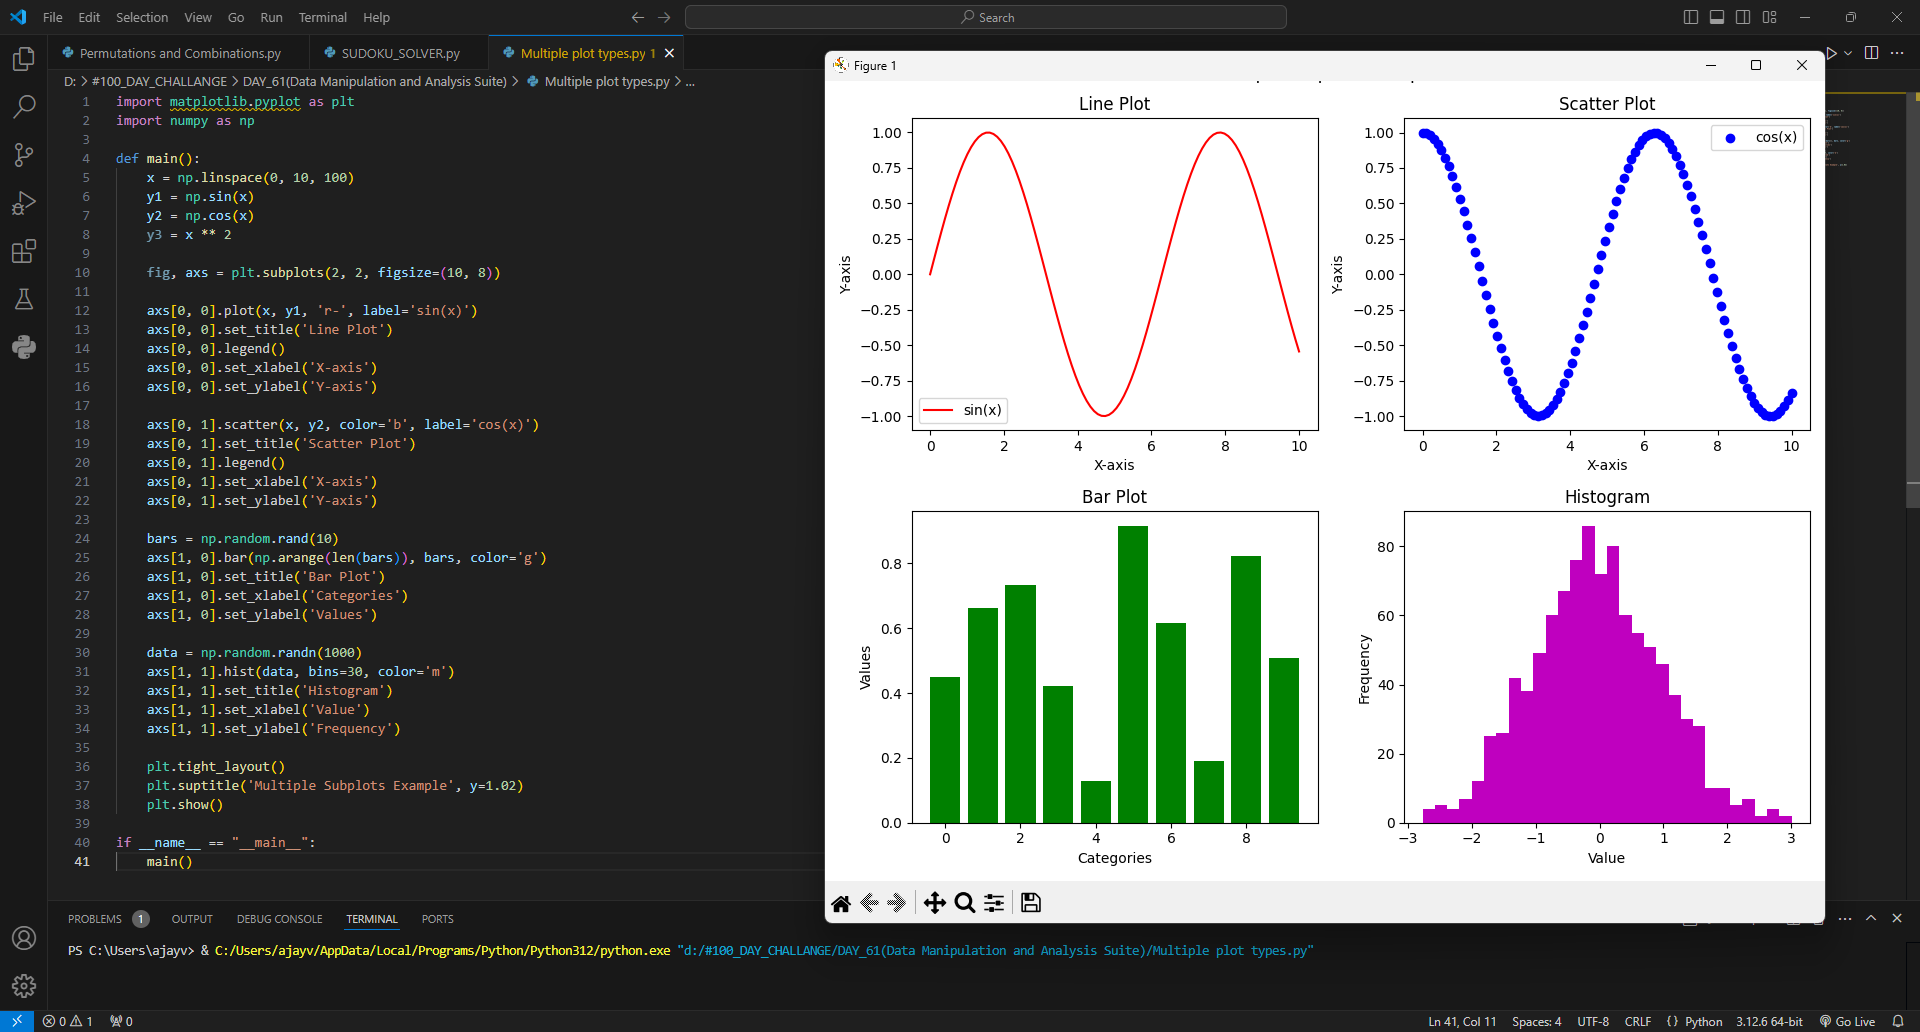 File Edit Selection View Go Run Terminal Help
Search
Permutations and Combinations.py
SUDOKU_SOLVER.py
Multiple plot types.py 1
D: > #100_DAY_CHALLANGE > DAY_61(Data Manipulation and Analysis Suite) > Multiple plot types.py > ...
1 import matplotlib.pyplot as plt
2 import numpy as np
3
4 def main():
5 x = np.linspace(0, 10, 100)
6 y1 = np.sin(x)
7 y2 = np.cos(x)
8 y3 = x ** 2
9
10 fig, axs = plt.subplots(2, 2, figsize=(10, 8))
11
12 axs[0, 0].plot(x, y1, 'r-', label='sin(x)')
13 axs[0, 0].set_title('Line Plot')
14 axs[0, 0].legend()
15 axs[0, 0].set_xlabel('X-axis')
16 axs[0, 0].set_ylabel('Y-axis')
17
18 axs[0, 1].scatter(x, y2, color='b', label='cos(x)')
19 axs[0, 1].set_title('Scatter Plot')
20 axs[0, 1].legend()
21 axs[0, 1].set_xlabel('X-axis')
22 axs[0, 1].set_ylabel('Y-axis')
23
24 bars = np.random.rand(10)
25 axs[1, 0].bar(np.arange(len(bars)), bars, color='g')
26 axs[1, 0].set_title('Bar Plot')
27 axs[1, 0].set_xlabel('Categories')
28 axs[1, 0].set_ylabel('Values')
29
30 data = np.random.randn(1000)
31 axs[1, 1].hist(data, bins=30, color='m')
32 axs[1, 1].set_title('Histogram')
33 axs[1, 1].set_xlabel('Value')
34 axs[1, 1].set_ylabel('Frequency')
35
36 plt.tight_layout()
37 plt.suptitle('Multiple Subplots Example', y=1.02)
38 plt.show()
39
40 if __name__ == "__main__":
41 main()
Figure 1
Line Plot
1.00
0.75
0.50
0.25
0.00
−0.25
−0.50
−0.75
−1.00
Y-axis
sin(x)
0 2 4 6 8 10
X-axis
Scatter Plot
1.00
0.75
0.50
0.25
0.00
−0.25
−0.50
−0.75
−1.00
Y-axis
cos(x)
0 2 4 6 8 10
X-axis
Bar Plot
0.8
0.6
0.4
0.2
0.0
Values
0 2 4 6 8
Categories
Histogram
80
60
40
20
0
Frequency
−3 −2 −1 0 1 2 3
Value
PROBLEMS 1 OUTPUT DEBUG CONSOLE TERMINAL PORTS
PS C:\Users\ajayv> & C:/Users/ajayv/AppData/Local/Programs/Python/Python312/python.exe "d:/#100_DAY_CHALLANGE/DAY_61(Data Manipulation and Analysis Suite)/Multiple plot types.py"
0 1 0
Ln 41, Col 11 Spaces: 4 UTF-8 CRLF {} Python 3.12.6 64-bit Go Live